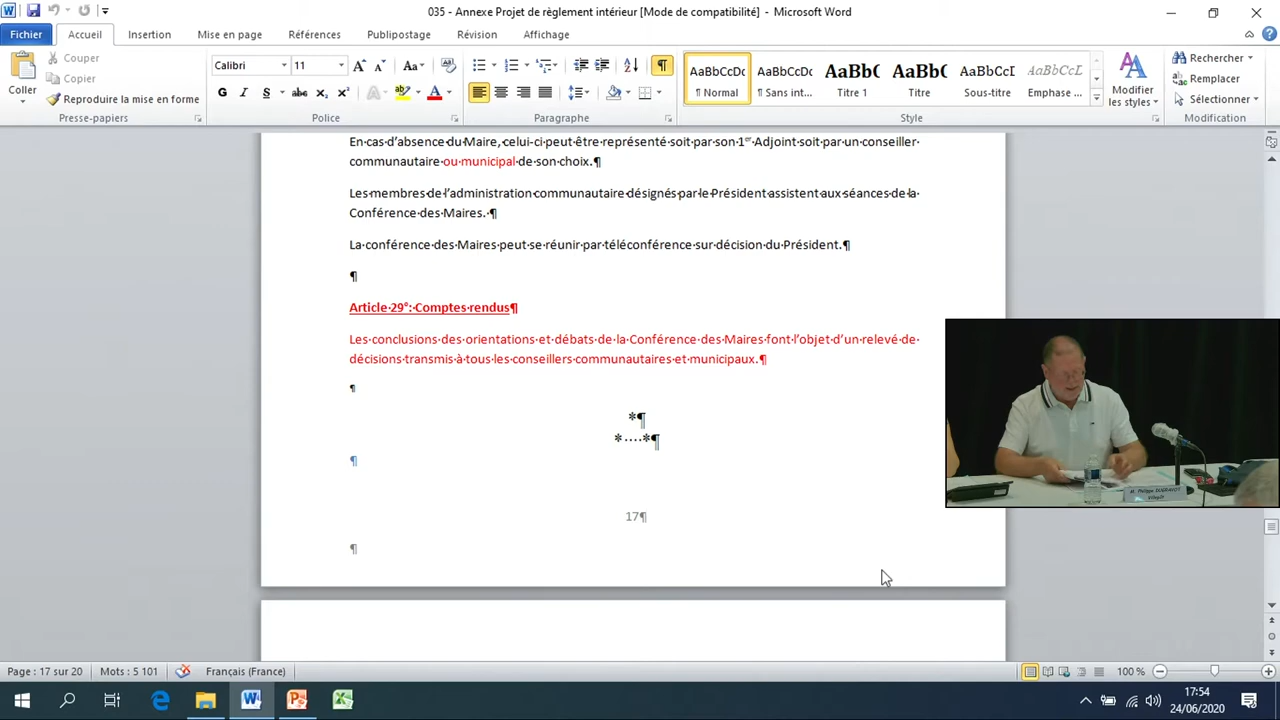 035 - Annexe Projet de règlement intérieur [Mode de compatibilité] - Microsoft Word
Fichier Accueil Insertion Mise en page Références Publipostage Révision Affichage
Coller
Couper
Copier
Reproduire la mise en forme
Presse-papiers
Calibri 11
Police
Paragraphe
AaBbCcDc AaBbCcDc AaBb( AaBb( AaBbCcD AaBbCcL
¶ Normal ¶ Sans int... Titre 1 Titre Sous-titre Emphase ...
Style
Modifier
les styles
Rechercher
Remplacer
Sélectionner
Modification
En cas d'absence du Maire, celui-ci peut être représenté soit par son 1er Adjoint soit par un conseiller
communautaire ou municipal de son choix.¶
Les membres de l'administration communautaire désignés par le Président assistent aux séances de la
Conférence des Maires. ¶
La conférence des Maires peut se réunir par téléconférence sur décision du Président.¶
¶
Article 29°: Comptes rendus¶
Les conclusions des orientations et débats de la Conférence des Maires font l'objet d'un relevé de
décisions transmis à tous les conseillers communautaires et municipaux.¶
¶
*¶
*····*¶
¶
17¶
¶
M. Philippe
Page : 17 sur 20 Mots : 5 101 Français (France) 100 %
17:54
24/06/2020